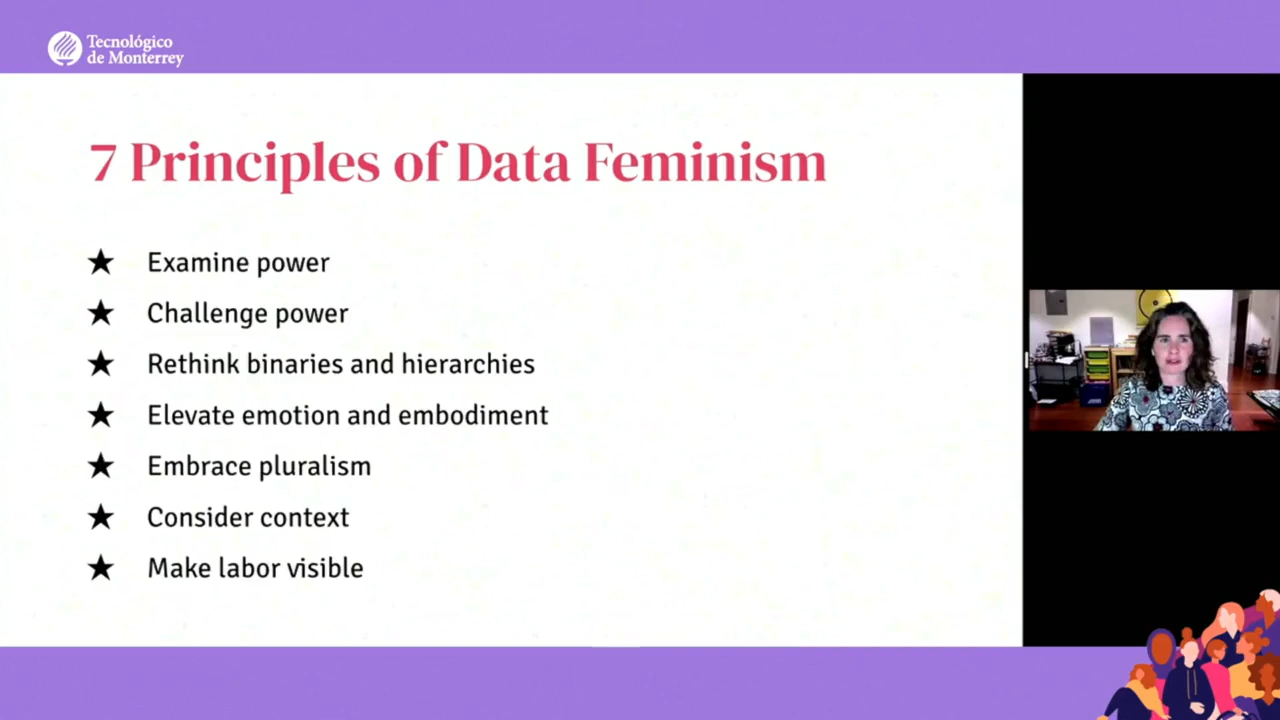 Tecnológico
de Monterrey
7 Principles of Data Feminism
★ Examine power
★ Challenge power
★ Rethink binaries and hierarchies
★ Elevate emotion and embodiment
★ Embrace pluralism
★ Consider context
★ Make labor visible